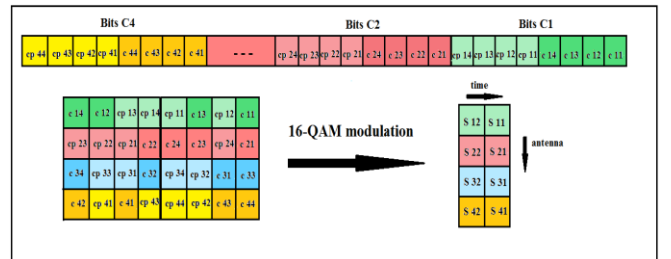 Bits C4 Bits C2 Bits C1
cp 44 cp 43 cp 42 cp 41 c 44 c 43 c 42 c 41 --- cp 24 cp 23 cp 22 cp 21 c 24 c 23 c 22 c 21 cp 14 cp 13 cp 12 cp 11 c 14 c 13 c 12 c 11
time
c 14 c 12 cp 13 cp 14 cp 11 c 13 cp 12 c 11
S 12 S 11
16-QAM modulation
cp 23 cp 22 cp 21 c 22 c 24 c 23 cp 24 c 21
S 22 S 21
antenna
c 34 cp 33 cp 31 c 32 cp 34 cp 32 c 31 c 33
S 32 S 31
c 42 cp 41 c 41 cp 43 cp 44 cp 42 c 43 c 44
S 42 S 41